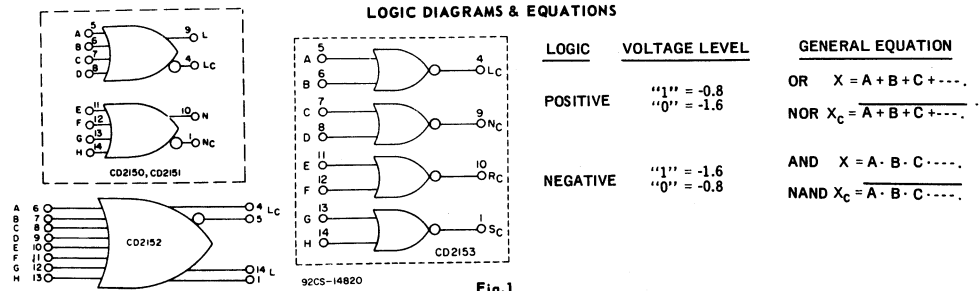 LOGIC DIAGRAMS & EQUATIONS
A 5
B 6
C 7
D 8
9 L
4 LC
E 11
F 12
G 13
H 14
10 N
1 NC
CD2150, CD2151
A 6
B 7
C 8
D 9
E 10
F 11
G 12
H 13
CD2152
4 LC
5
14 L
1
5
A
6
B
4
LC
7
C
8
D
9
NC
11
E
12
F
10
RC
13
G
14
H
1
SC
CD2153
92CS-14820
Fig.1
LOGIC VOLTAGE LEVEL GENERAL EQUATION
POSITIVE
"1" = -0.8
"0" = -1.6
OR X = A + B + C + ----.
NOR XC = A + B + C + ----.
NEGATIVE
"1" = -1.6
"0" = -0.8
AND X = A · B · C · ----.
NAND XC = A · B · C ----.